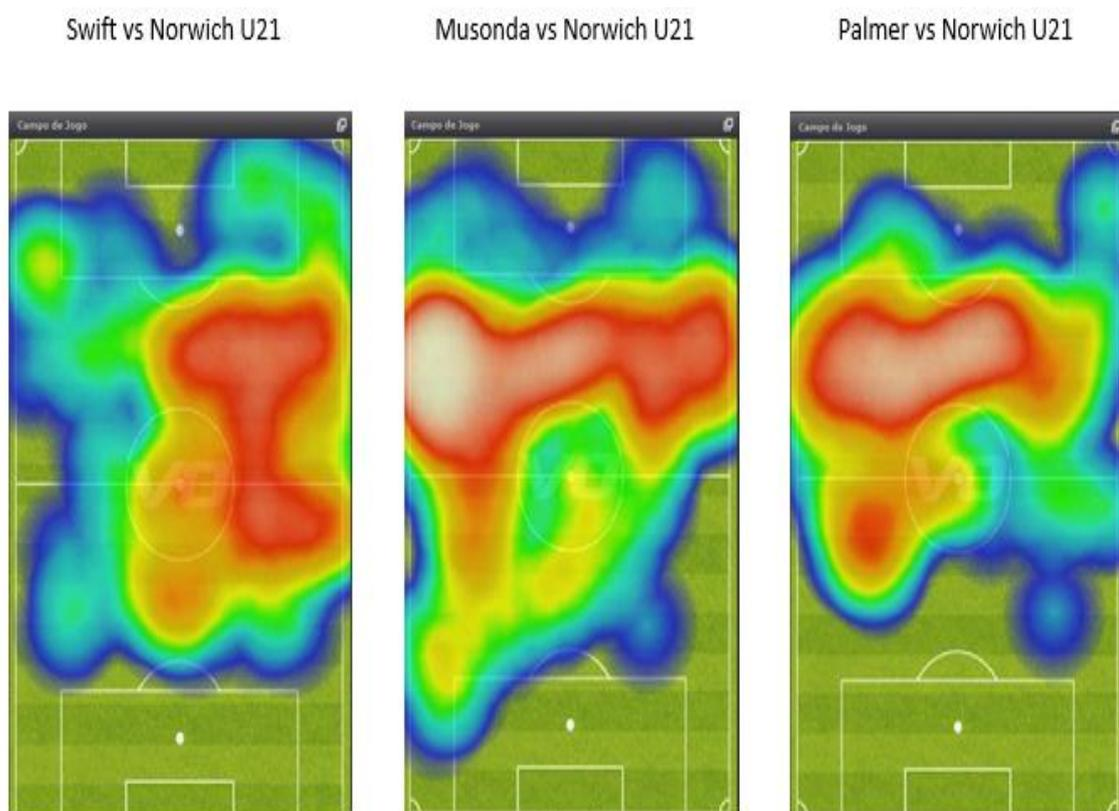 Swift vs Norwich U21
Musonda vs Norwich U21
Palmer vs Norwich U21
Campo de Jogo
Campo de Jogo
Campo de Jogo